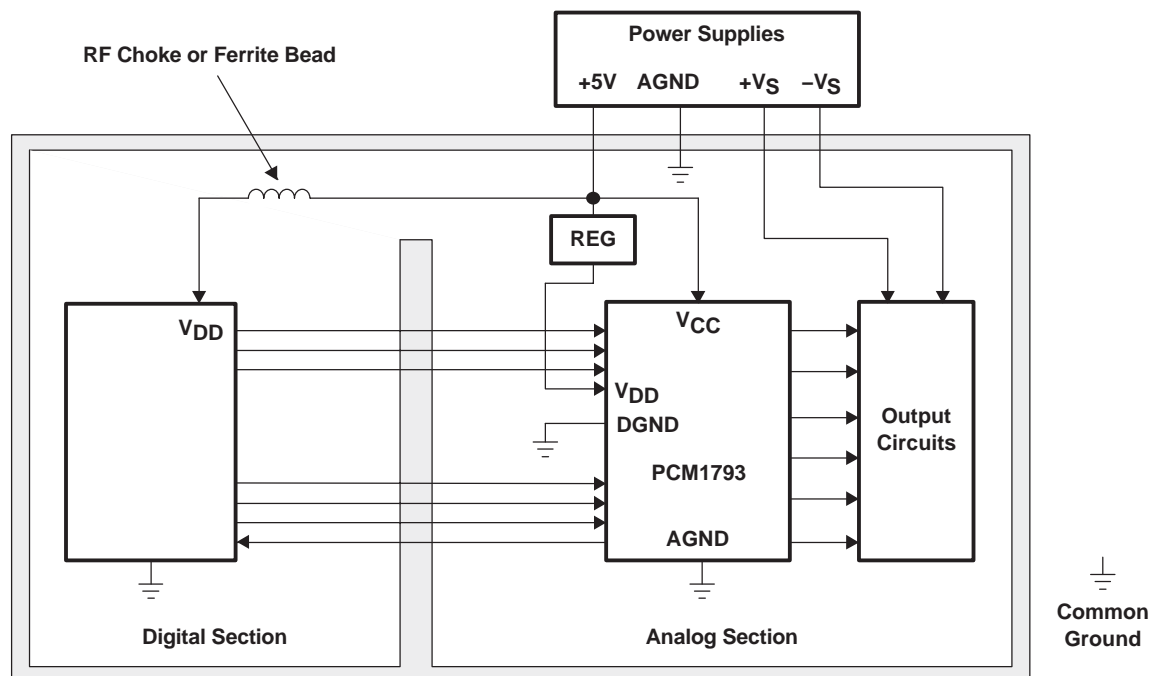 Power Supplies
RF Choke or Ferrite Bead
+5V AGND +VS –VS
REG
VDD
VCC
VDD
DGND
Output
Circuits
PCM1793
AGND
Common
Ground
Digital Section
Analog Section